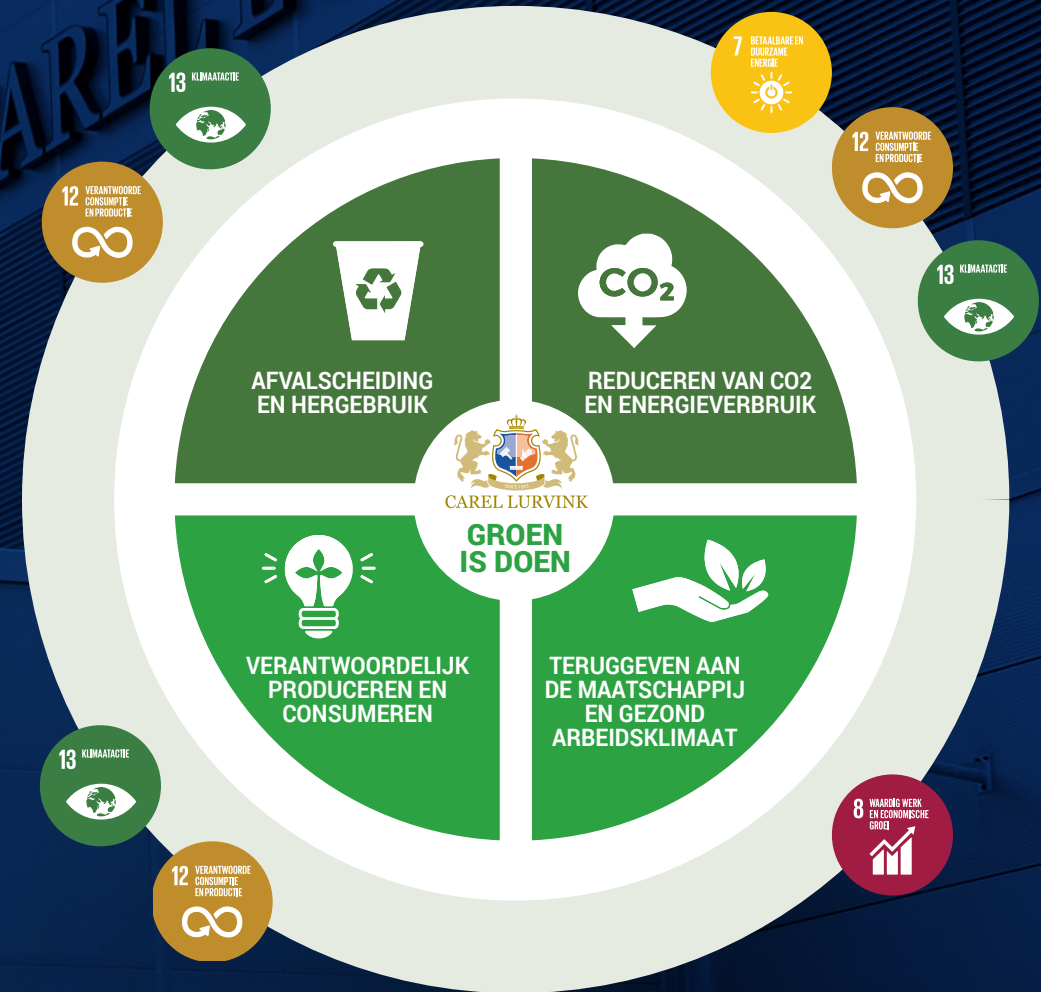 AREL
13 KLIMAATACTIE
7 BETAALBARE EN
DUURZAME
ENERGIE
12 VERANTWOORDE
CONSUMPTIE
EN PRODUCTIE
12 VERANTWOORDE
CONSUMPTIE
EN PRODUCTIE
13 KLIMAATACTIE
CO2
AFVALSCHEIDING
EN HERGEBRUIK
REDUCEREN VAN CO2
EN ENERGIEVERBRUIK
CAREL LURVINK
GROEN
IS DOEN
VERANTWOORDELIJK
PRODUCEREN EN
CONSUMEREN
TERUGGEVEN AAN
DE MAATSCHAPPIJ
EN GEZOND
ARBEIDSKLIMAAT
13 KLIMAATACTIE
8 WAARDIG WERK
EN ECONOMISCHE
GROEI
12 VERANTWOORDE
CONSUMPTIE
EN PRODUCTIE